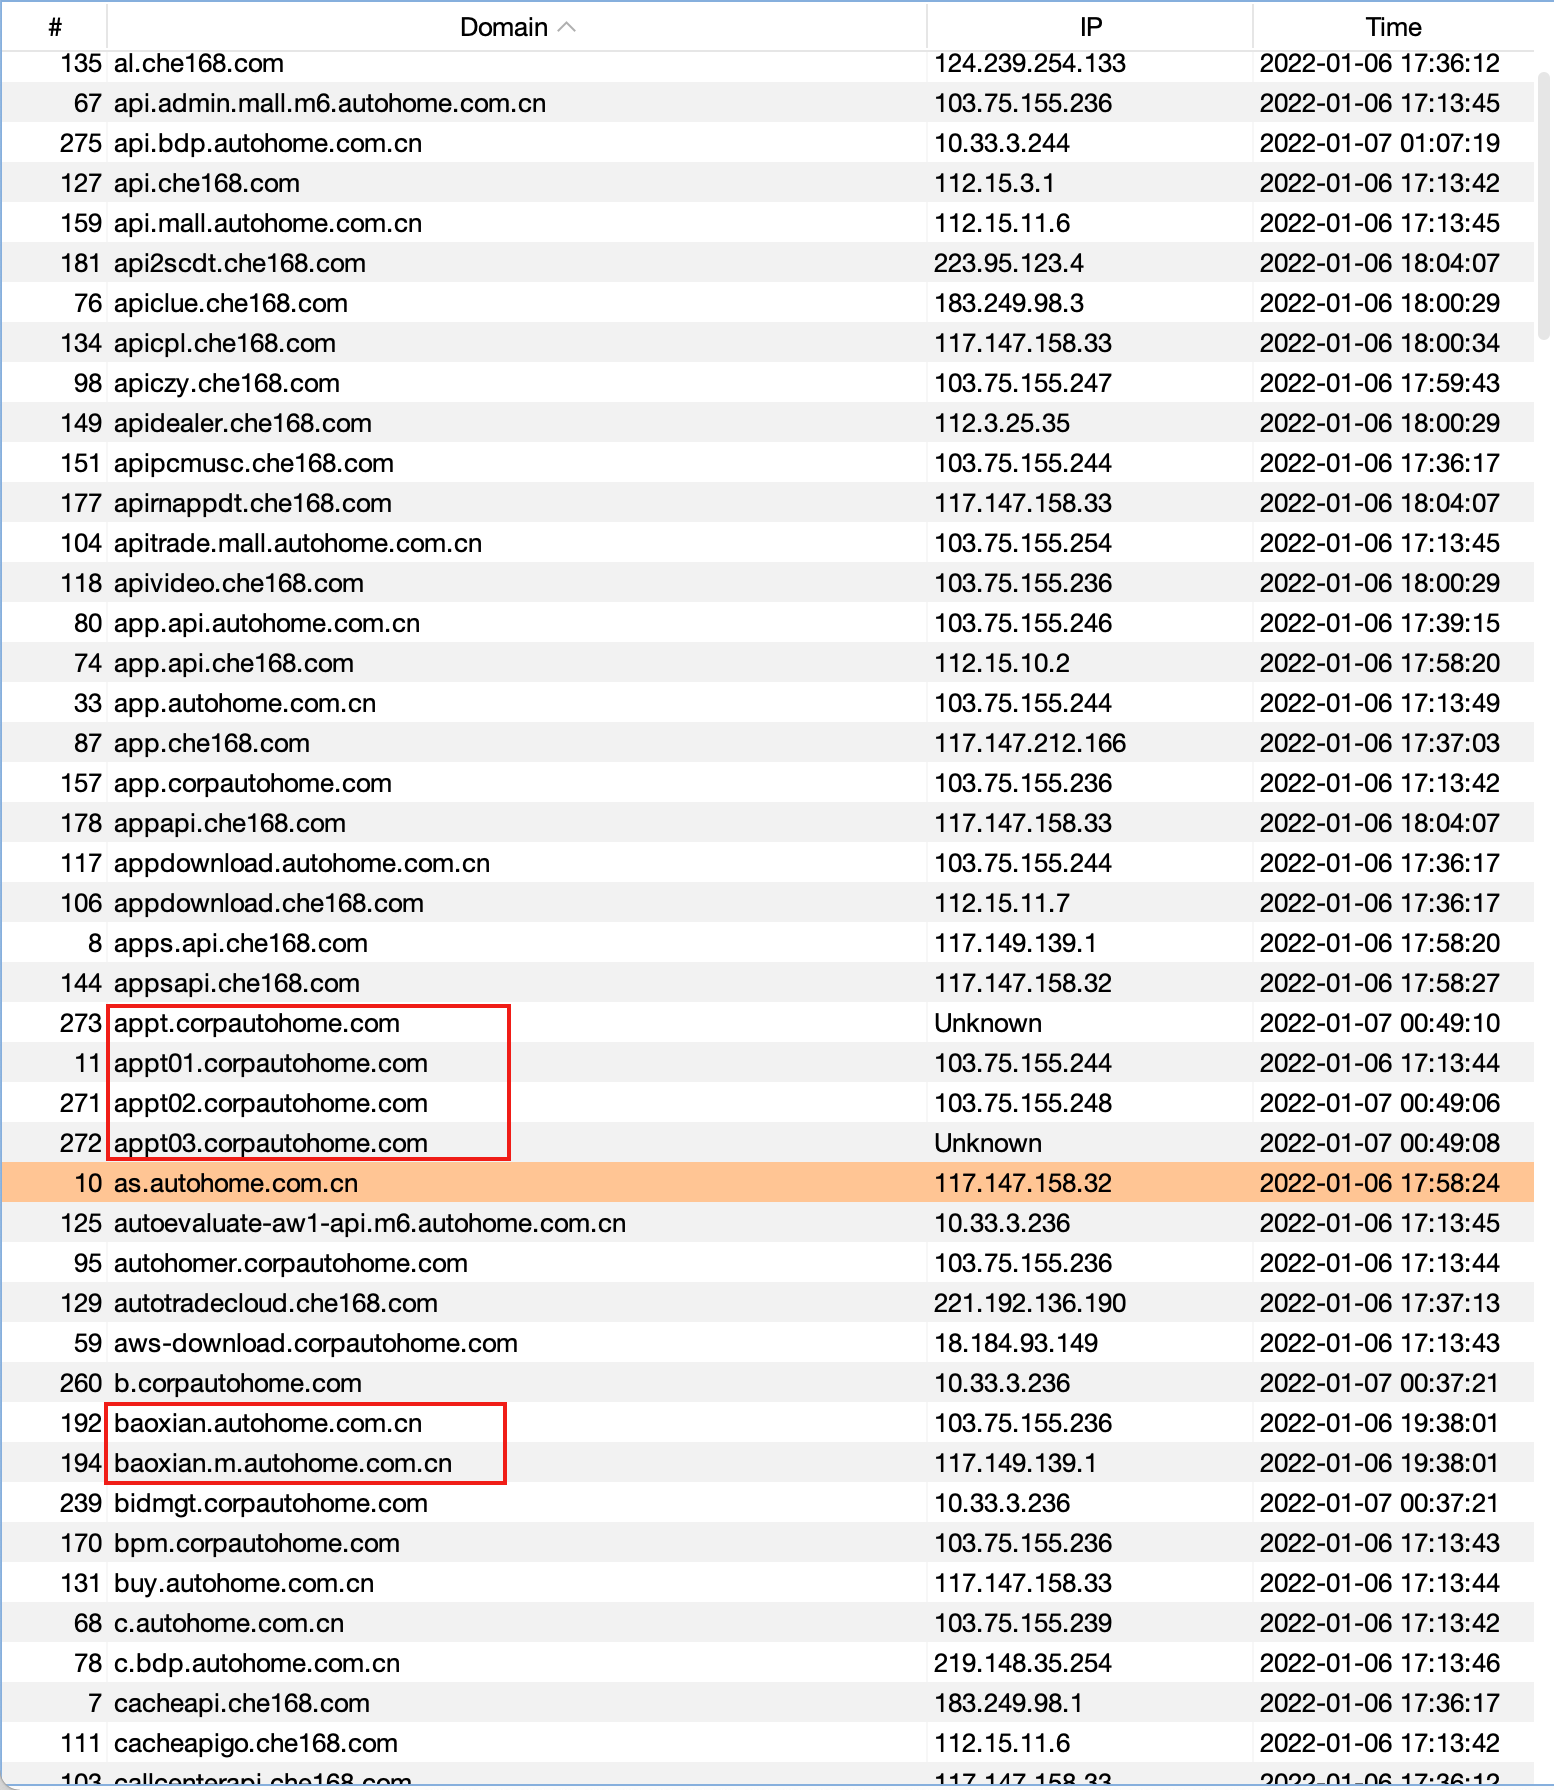 # Domain IP Time
135 al.che168.com 124.239.254.133 2022-01-06 17:36:12
67 api.admin.mall.m6.autohome.com.cn 103.75.155.236 2022-01-06 17:13:45
275 api.bdp.autohome.com.cn 10.33.3.244 2022-01-07 01:07:19
127 api.che168.com 112.15.3.1 2022-01-06 17:13:42
159 api.mall.autohome.com.cn 112.15.11.6 2022-01-06 17:13:45
181 api2scdt.che168.com 223.95.123.4 2022-01-06 18:04:07
76 apiclue.che168.com 183.249.98.3 2022-01-06 18:00:29
134 apicpl.che168.com 117.147.158.33 2022-01-06 18:00:34
98 apiczy.che168.com 103.75.155.247 2022-01-06 17:59:43
149 apidealer.che168.com 112.3.25.35 2022-01-06 18:00:29
151 apipcmusc.che168.com 103.75.155.244 2022-01-06 17:36:17
177 apirnappdt.che168.com 117.147.158.33 2022-01-06 18:04:07
104 apitrade.mall.autohome.com.cn 103.75.155.254 2022-01-06 17:13:45
118 apivideo.che168.com 103.75.155.236 2022-01-06 18:00:29
80 app.api.autohome.com.cn 103.75.155.246 2022-01-06 17:39:15
74 app.api.che168.com 112.15.10.2 2022-01-06 17:58:20
33 app.autohome.com.cn 103.75.155.244 2022-01-06 17:13:49
87 app.che168.com 117.147.212.166 2022-01-06 17:37:03
157 app.corpautohome.com 103.75.155.236 2022-01-06 17:13:42
178 appapi.che168.com 117.147.158.33 2022-01-06 18:04:07
117 appdownload.autohome.com.cn 103.75.155.244 2022-01-06 17:36:17
106 appdownload.che168.com 112.15.11.7 2022-01-06 17:36:17
8 apps.api.che168.com 117.149.139.1 2022-01-06 17:58:20
144 appsapi.che168.com 117.147.158.32 2022-01-06 17:58:27
273 appt.corpautohome.com Unknown 2022-01-07 00:49:10
11 appt01.corpautohome.com 103.75.155.244 2022-01-06 17:13:44
271 appt02.corpautohome.com 103.75.155.248 2022-01-07 00:49:06
272 appt03.corpautohome.com Unknown 2022-01-07 00:49:08
10 as.autohome.com.cn 117.147.158.32 2022-01-06 17:58:24
125 autoevaluate-aw1-api.m6.autohome.com.cn 10.33.3.236 2022-01-06 17:13:45
95 autohomer.corpautohome.com 103.75.155.236 2022-01-06 17:13:44
129 autotradecloud.che168.com 221.192.136.190 2022-01-06 17:37:13
59 aws-download.corpautohome.com 18.184.93.149 2022-01-06 17:13:43
260 b.corpautohome.com 10.33.3.236 2022-01-07 00:37:21
192 baoxian.autohome.com.cn 103.75.155.236 2022-01-06 19:38:01
194 baoxian.m.autohome.com.cn 117.149.139.1 2022-01-06 19:38:01
239 bidmgt.corpautohome.com 10.33.3.236 2022-01-07 00:37:21
170 bpm.corpautohome.com 103.75.155.236 2022-01-06 17:13:43
131 buy.autohome.com.cn 117.147.158.33 2022-01-06 17:13:44
68 c.autohome.com.cn 103.75.155.239 2022-01-06 17:13:42
78 c.bdp.autohome.com.cn 219.148.35.254 2022-01-06 17:13:46
7 cacheapi.che168.com 183.249.98.1 2022-01-06 17:36:17
111 cacheapigo.che168.com 112.15.11.6 2022-01-06 17:13:42
103 callcenterapi.che168.com 117.147.158.33 2022-01-06 17:36:12